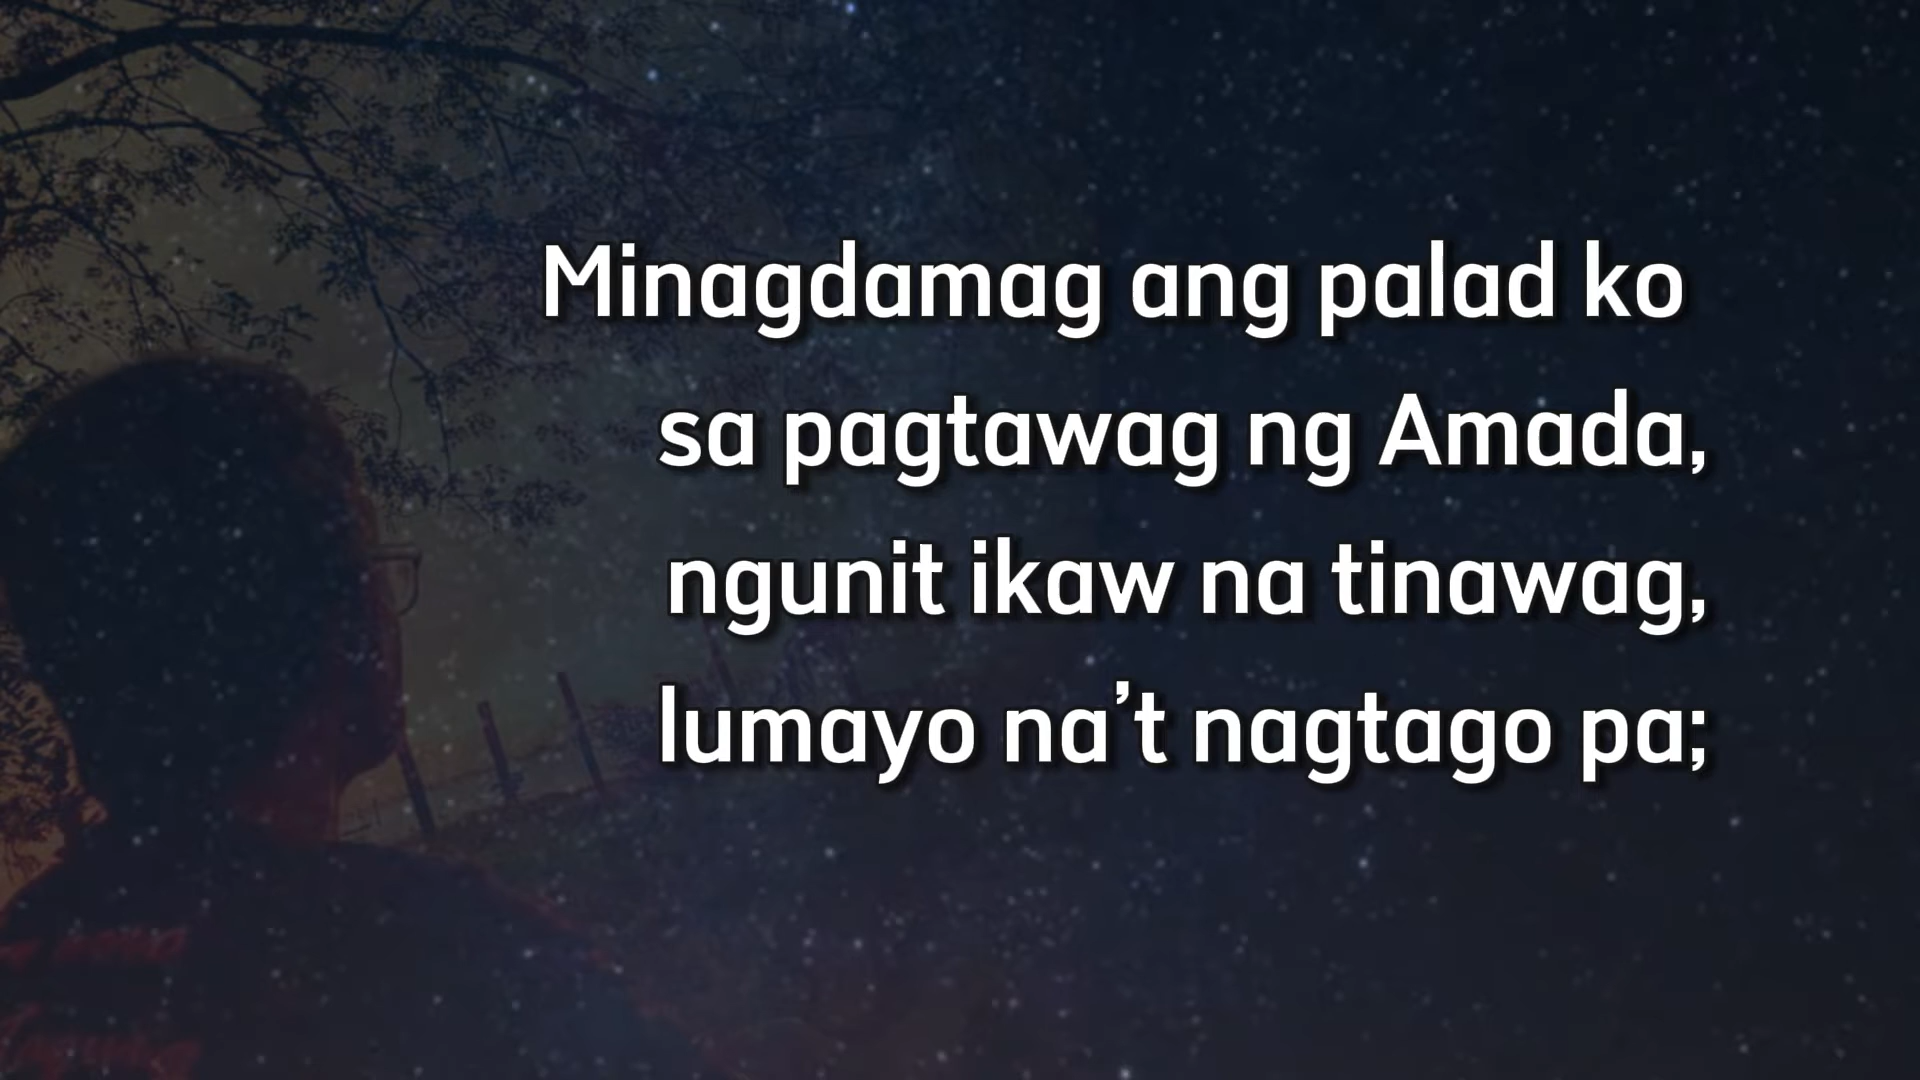 Minagdamag ang palad ko
sa pagtawag ng Amada,
ngunit ikaw na tinawag,
lumayo na’t nagtago pa;